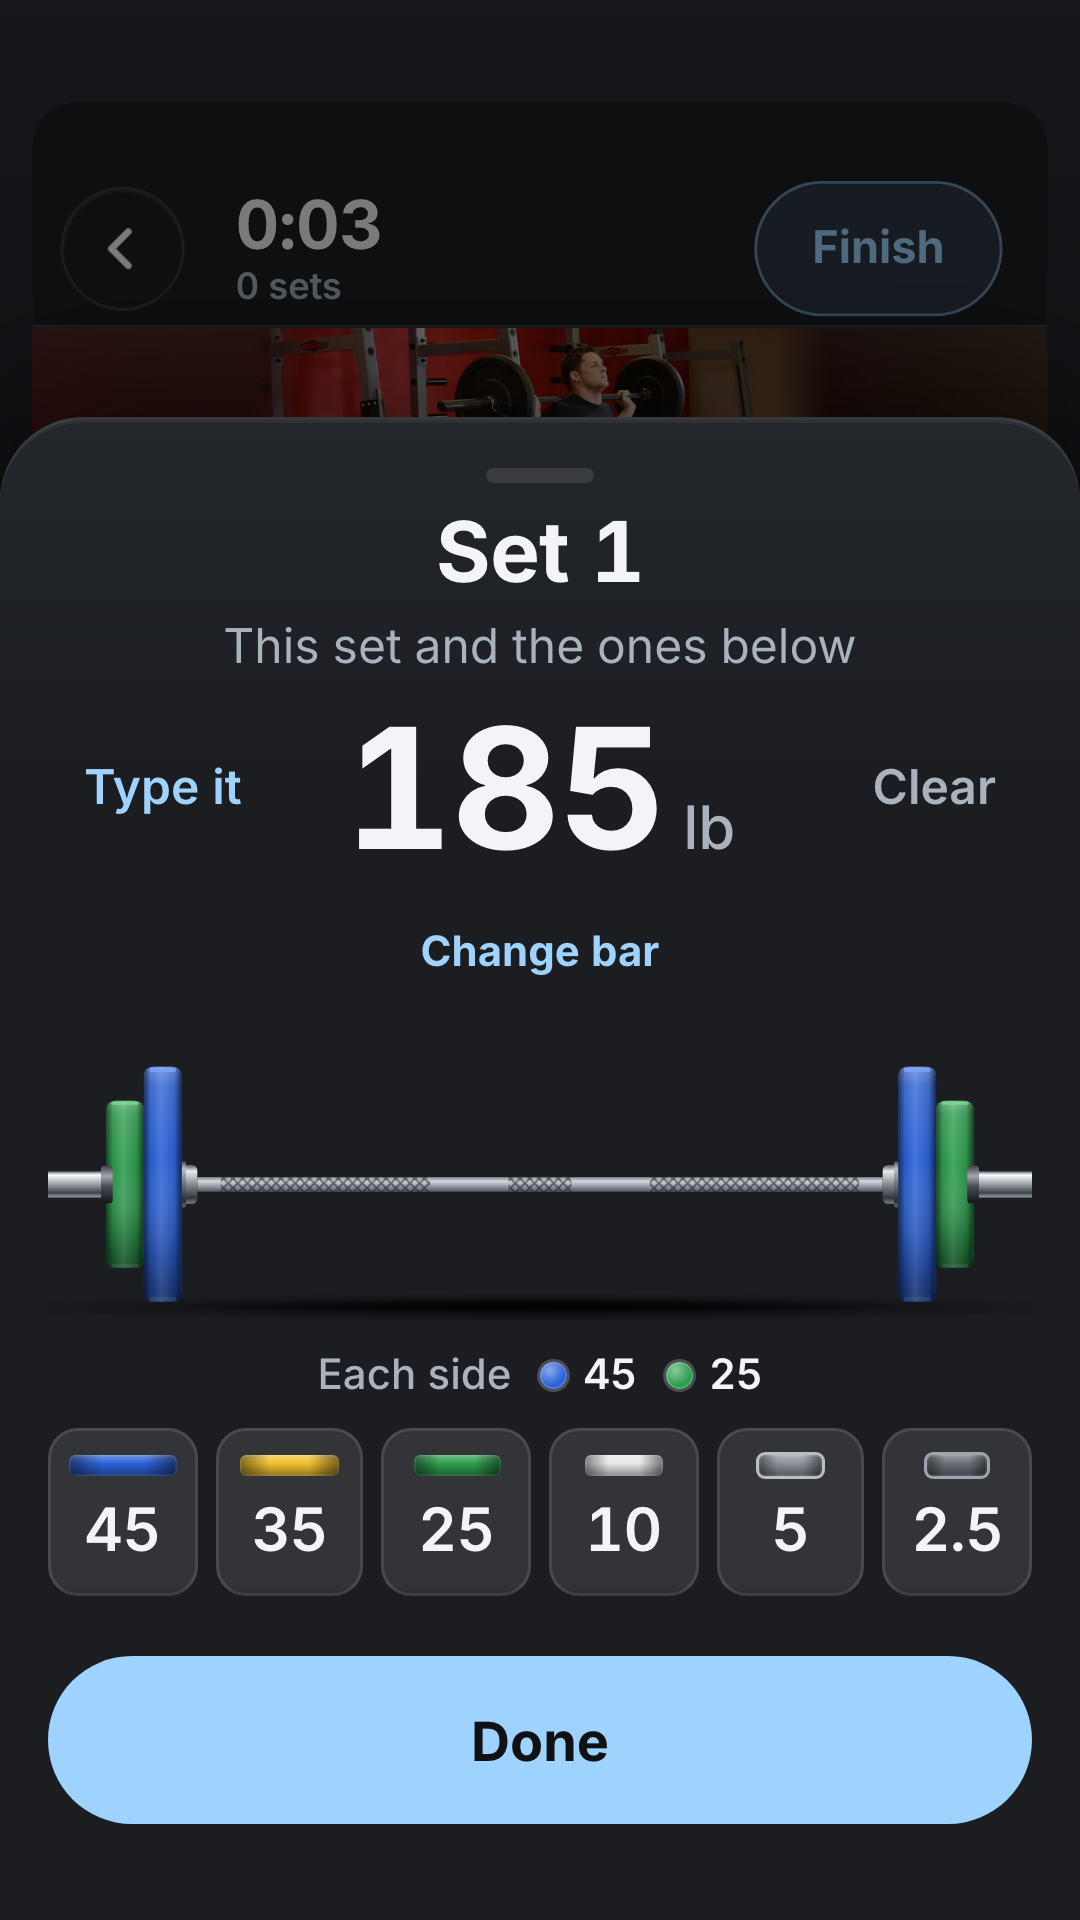 0:03
0 sets
Finish
Set 1
This set and the ones below
Type it
185 lb
Clear
Change bar
Each side 45 25
45 35 25 10 5 2.5
Done